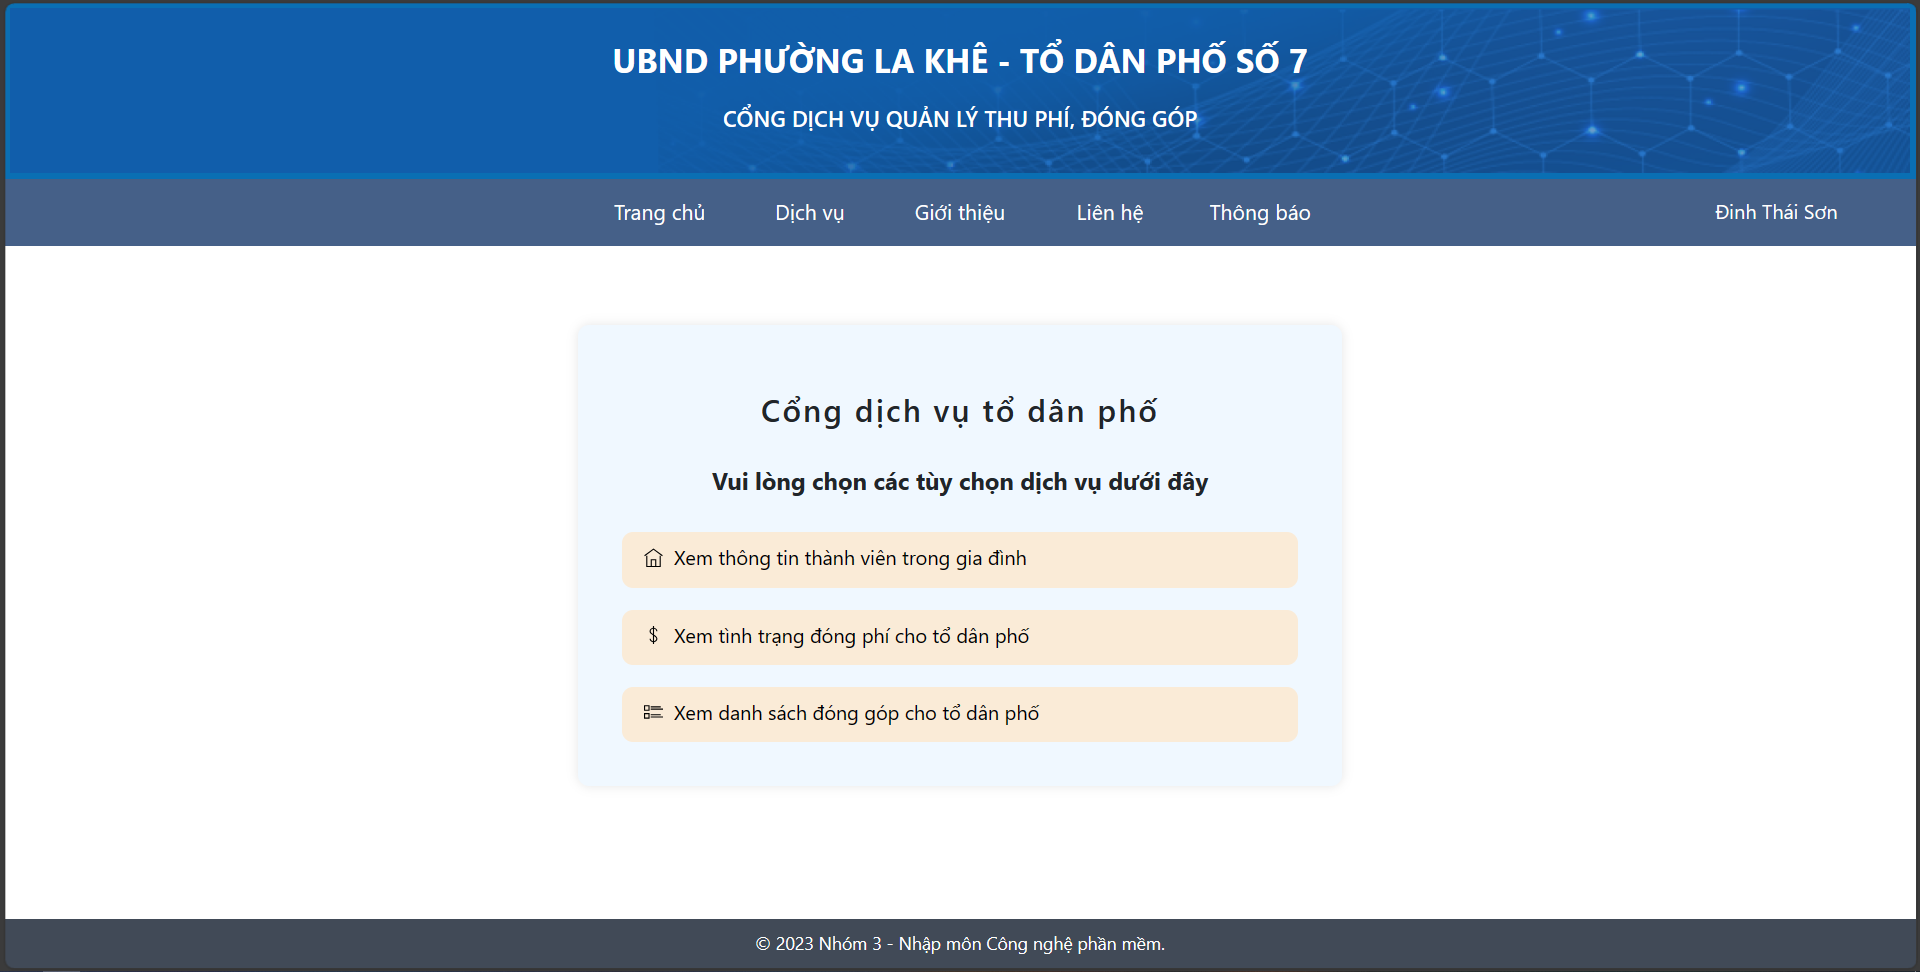 UBND PHƯỜNG LA KHÊ - TỔ DÂN PHỐ SỐ 7
CỔNG DỊCH VỤ QUẢN LÝ THU PHÍ, ĐÓNG GÓP
Trang chủ Dịch vụ Giới thiệu Liên hệ Thông báo Đinh Thái Sơn
Cổng dịch vụ tổ dân phố
Vui lòng chọn các tùy chọn dịch vụ dưới đây
Xem thông tin thành viên trong gia đình
Xem tình trạng đóng phí cho tổ dân phố
Xem danh sách đóng góp cho tổ dân phố
© 2023 Nhóm 3 - Nhập môn Công nghệ phần mềm.